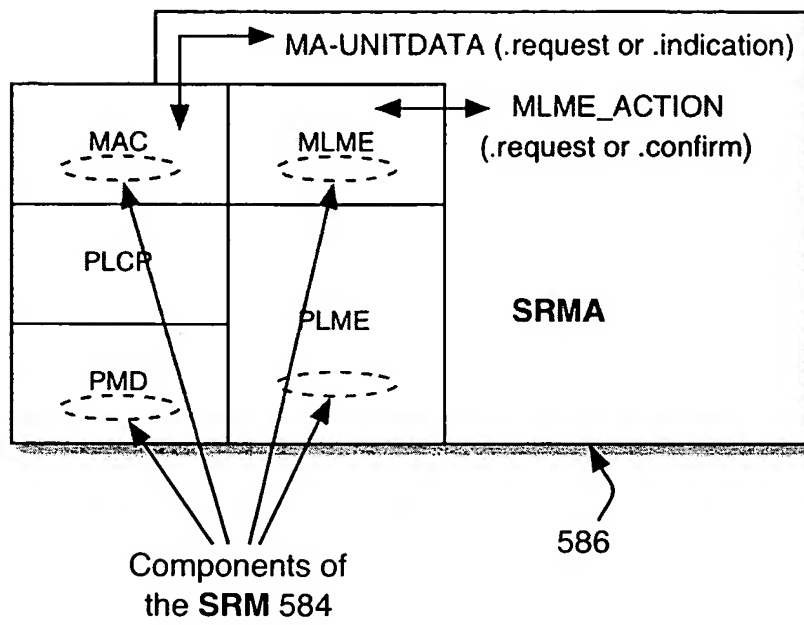 MA-UNITDATA (.request or .indication)
MLME_ACTION
(.request or .confirm)
MAC
MLME
PLCP
PLME
SRMA
PMD
586
Components of
the SRM 584